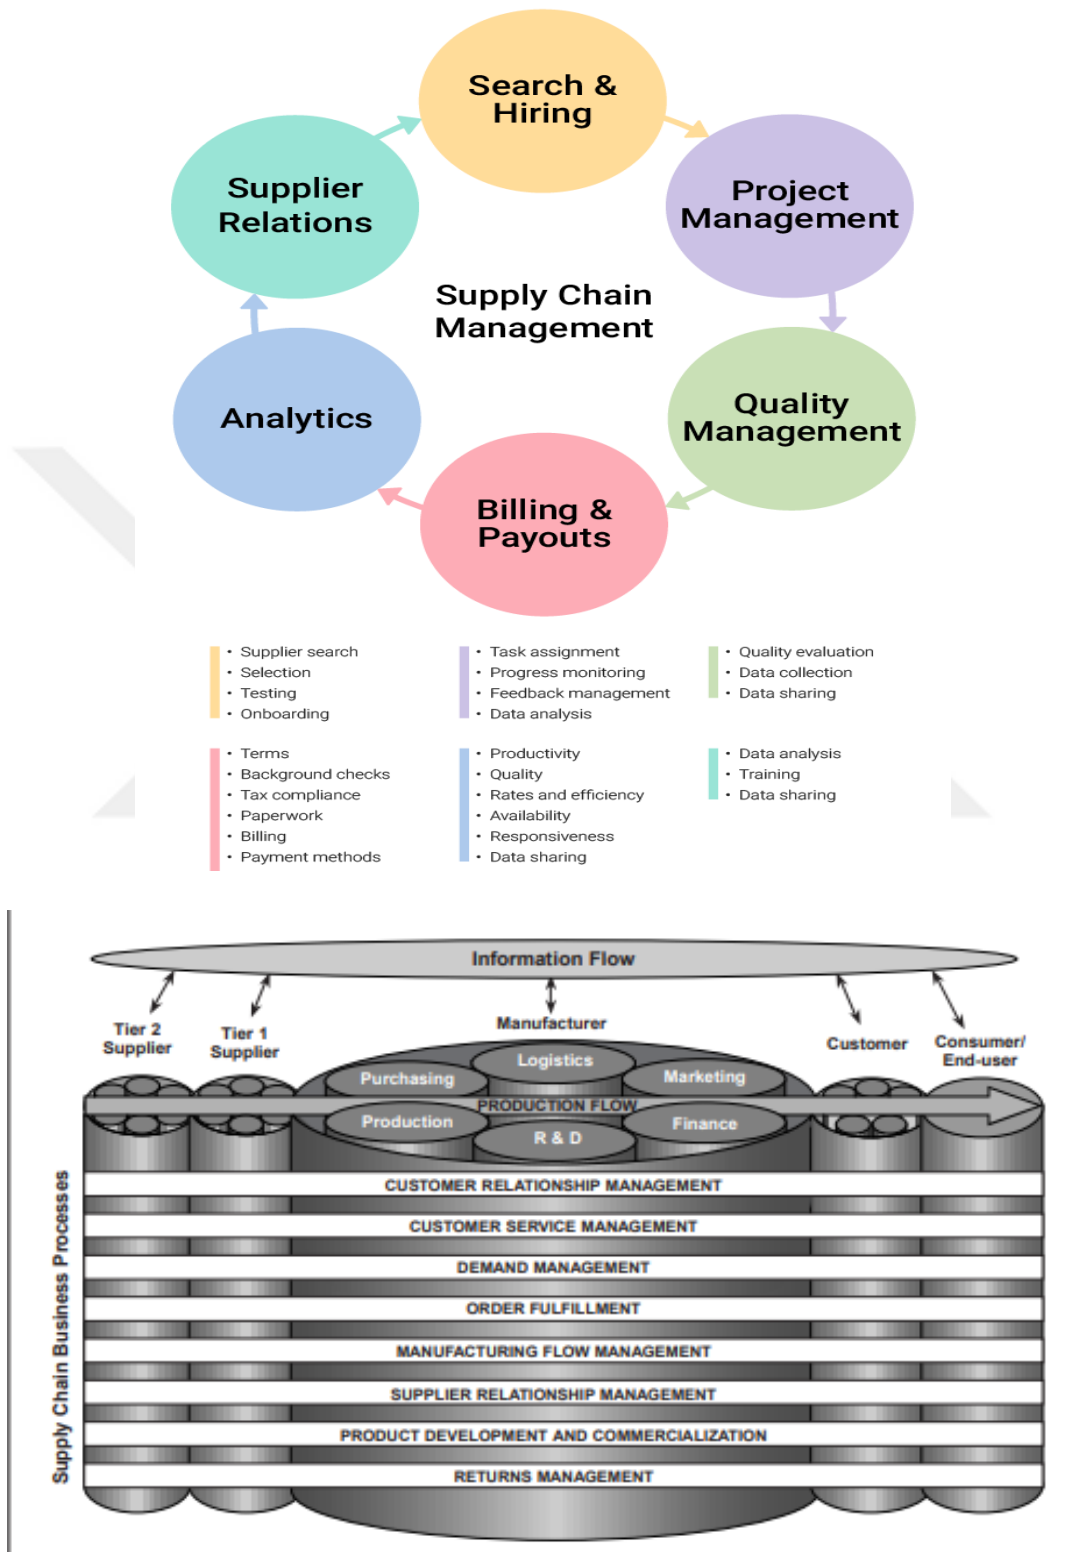 Search &
Hiring
Supplier
Relations
Project
Management
Supply Chain
Management
Analytics
Quality
Management
Billing &
Payouts
• Supplier search
• Selection
• Testing
• Onboarding
• Task assignment
• Progress monitoring
• Feedback management
• Data analysis
• Quality evaluation
• Data collection
• Data sharing
• Terms
• Background checks
• Tax compliance
• Paperwork
• Billing
• Payment methods
• Productivity
• Quality
• Rates and efficiency
• Availability
• Responsiveness
• Data sharing
• Data analysis
• Training
• Data sharing
Information Flow
Tier 2
Supplier
Tier 1
Supplier
Manufacturer
Customer
Consumer/
End-user
Logistics
Purchasing
Marketing
PRODUCTION FLOW
Production
R & D
Finance
Supply Chain Business Processes
CUSTOMER RELATIONSHIP MANAGEMENT
CUSTOMER SERVICE MANAGEMENT
DEMAND MANAGEMENT
ORDER FULFILLMENT
MANUFACTURING FLOW MANAGEMENT
SUPPLIER RELATIONSHIP MANAGEMENT
PRODUCT DEVELOPMENT AND COMMERCIALIZATION
RETURNS MANAGEMENT